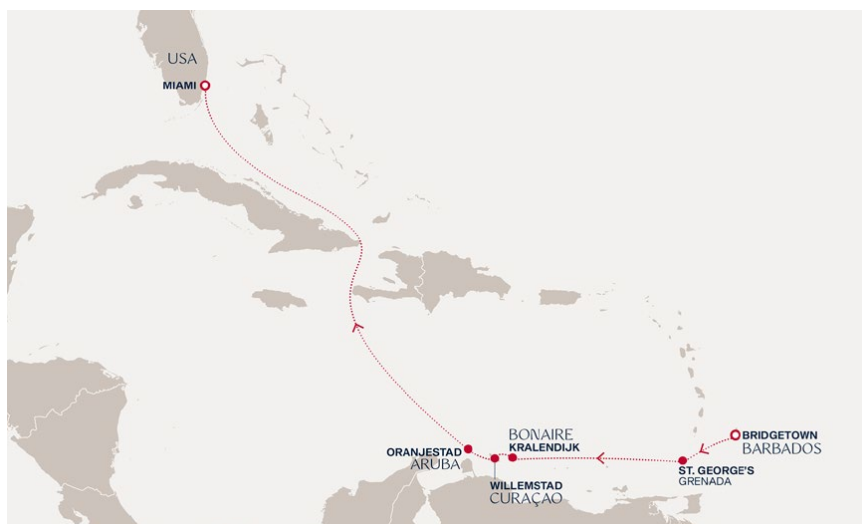 USA
MIAMI
BONAIRE
KRALENDIJK
ORANJESTAD
ARUBA
WILLEMSTAD
CURAÇAO
BRIDGETOWN
BARBADOS
ST. GEORGE'S
GRENADA